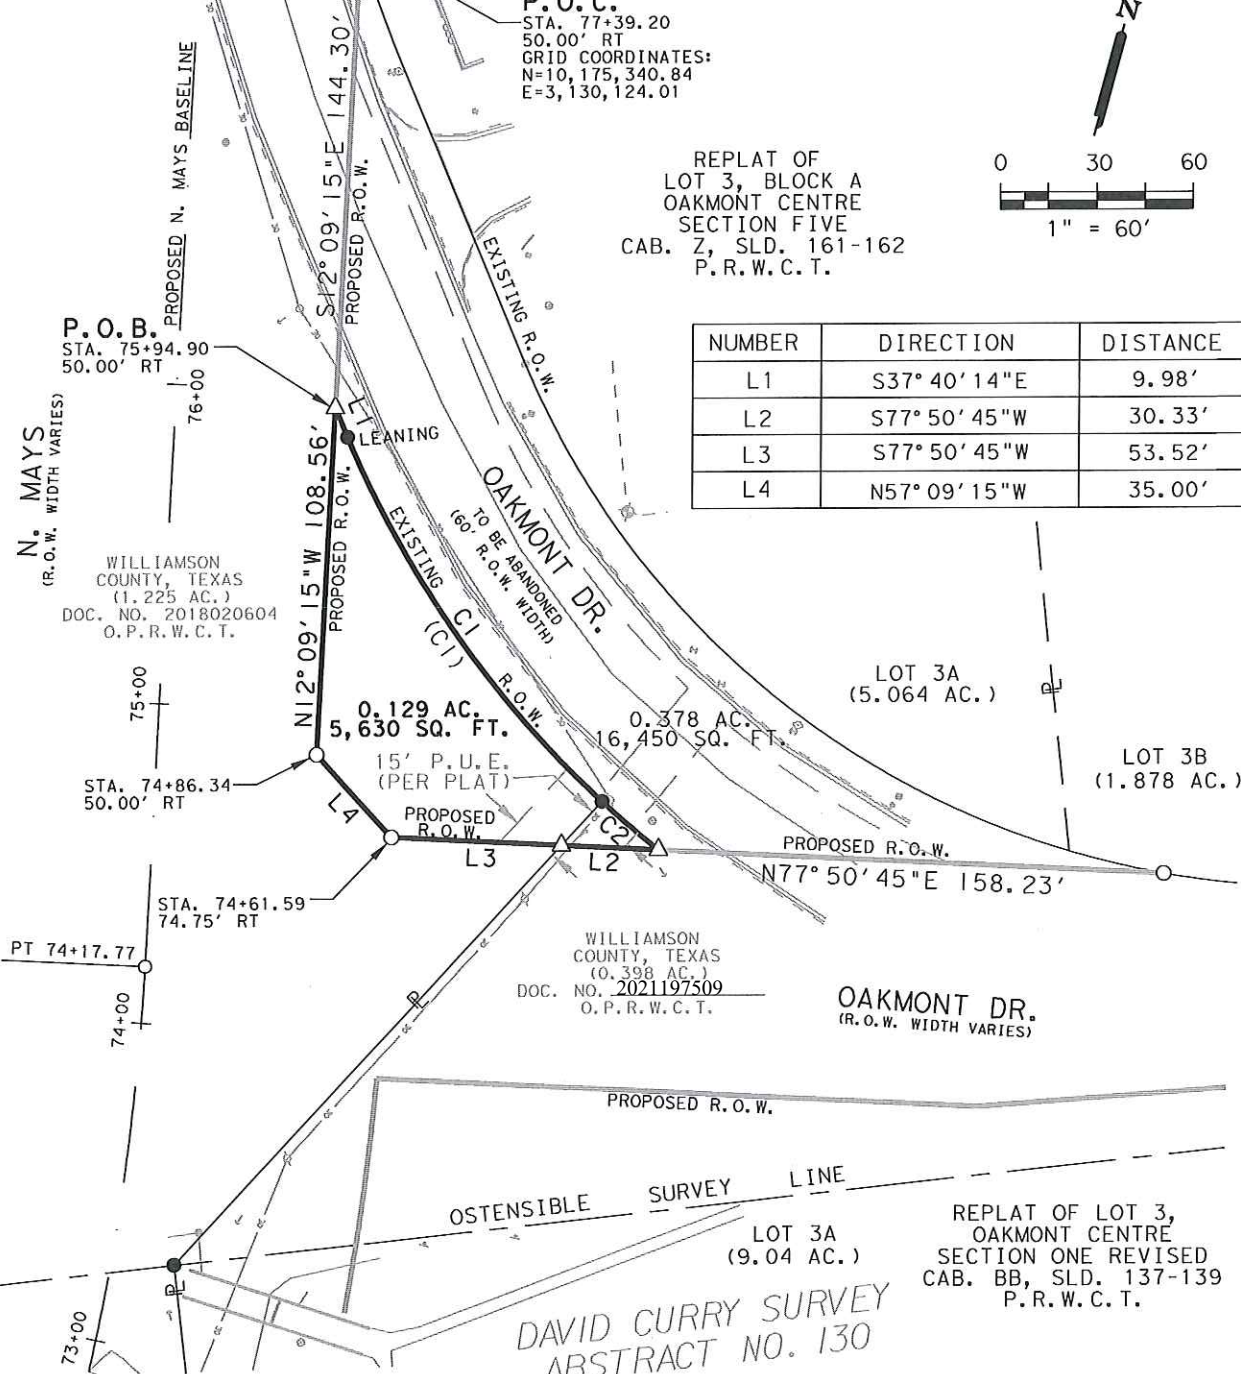 P.O.C.
STA. 77+39.20
50.00' RT
GRID COORDINATES:
N=10,175,340.84
E=3,130,124.01
N
0 30 60
1" = 60'
REPLAT OF
LOT 3, BLOCK A
OAKMONT CENTRE
SECTION FIVE
CAB. Z, SLD. 161-162
P.R.W.C.T.
PROPOSED N. MAYS BASELINE
S12°09'15"E 144.30'
PROPOSED R.O.W.
EXISTING R.O.W.
P.O.B.
STA. 75+94.90
50.00' RT
76+00
NUMBER DIRECTION DISTANCE
L1 S37°40'14"E 9.98'
L2 S77°50'45"W 30.33'
L3 S77°50'45"W 53.52'
L4 N57°09'15"W 35.00'
N. MAYS
(R.O.W. WIDTH VARIES)
L1
LEANING
N12°09'15"W 108.56'
PROPOSED R.O.W.
EXISTING R.O.W.
C1
(C1)
OAKMONT DR.
TO BE ABANDONED
(60' R.O.W. WIDTH)
WILLIAMSON
COUNTY, TEXAS
(1.225 AC.)
DOC. NO. 2018020604
O.P.R.W.C.T.
75+00
0.129 AC.
5,630 SQ. FT.
0.378 AC.
16,450 SQ. FT.
LOT 3A
(5.064 AC.)
P
L
LOT 3B
(1.878 AC.)
15' P.U.E.
(PER PLAT)
STA. 74+86.34
50.00' RT
L4
PROPOSED
R.O.W.
L3
C2
L2
PROPOSED R.O.W.
N77°50'45"E 158.23'
STA. 74+61.59
74.75' RT
PT 74+17.77
74+00
WILLIAMSON
COUNTY, TEXAS
(0.398 AC.)
DOC. NO. 2021197509
O.P.R.W.C.T.
P
L
OAKMONT DR.
(R.O.W. WIDTH VARIES)
PROPOSED R.O.W.
OSTENSIBLE SURVEY LINE
LOT 3A
(9.04 AC.)
REPLAT OF LOT 3,
OAKMONT CENTRE
SECTION ONE REVISED
CAB. BB, SLD. 137-139
P.R.W.C.T.
P
L
73+00
DAVID CURRY SURVEY
ABSTRACT NO. 130